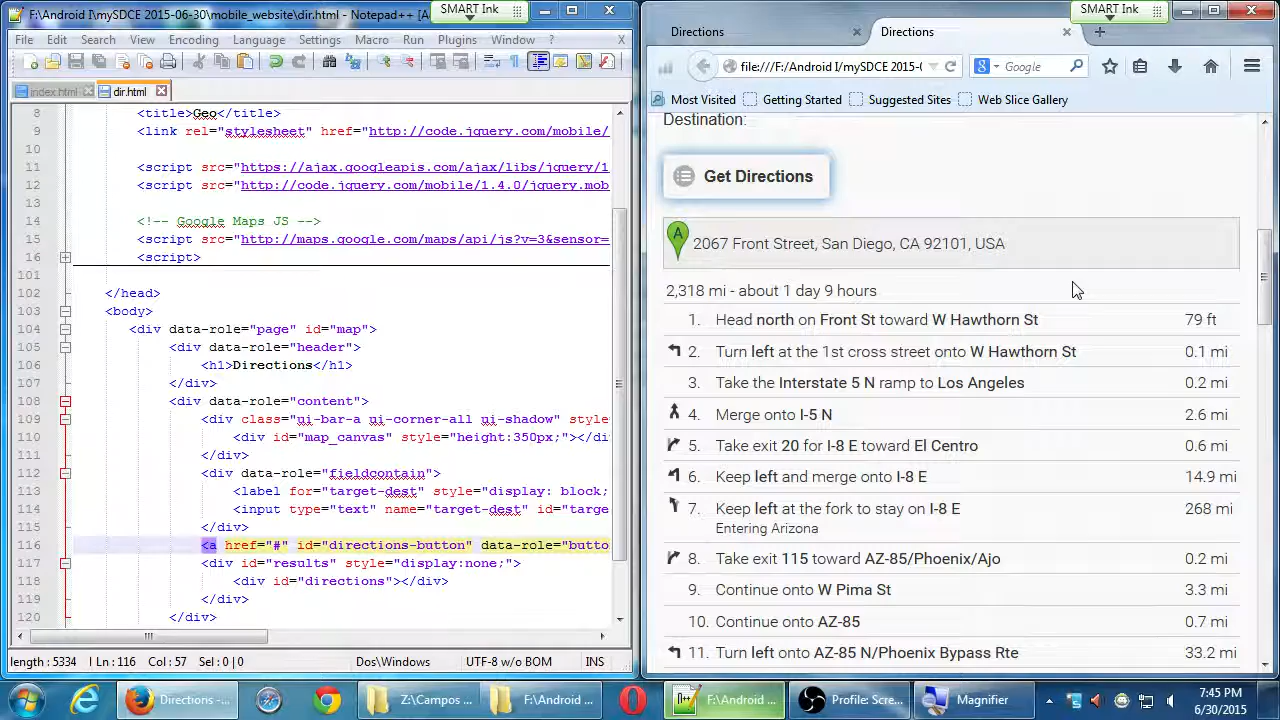 F:\Android I\mySDCE 2015-06-30\mobile_website\dir.html - Notepad++ [A
SMART Ink
File Edit Search View Encoding Language Settings Macro Run Plugins Window ? X
index.html dir.html
8 <title>Geo</title>
9 <link rel="stylesheet" href="http://code.jquery.com/mobile/
10
11 <script src="https://ajax.googleapis.com/ajax/libs/jquery/1
12 <script src="http://code.jquery.com/mobile/1.4.0/jquery.mob
13
14 <!-- Google Maps JS -->
15 <script src="http://maps.google.com/maps/api/js?v=3&sensor=
16 <script>
101
102 </head>
103 <body>
104 <div data-role="page" id="map">
105 <div data-role="header">
106 <h1>Directions</h1>
107 </div>
108 <div data-role="content">
109 <div class="ui-bar-a ui-corner-all ui-shadow" style
110 <div id="map_canvas" style="height:350px;"></di
111 </div>
112 <div data-role="fieldcontain">
113 <label for="target-dest" style="display: block;
114 <input type="text" name="target-dest" id="targe
115 </div>
116 <a href="#" id="directions-button" data-role="butto
117 <div id="results" style="display:none;">
118 <div id="directions"></div>
119 </div>
120 </div>
length : 5334 l Ln : 116 Col : 57 Sel : 0 | 0 Dos\Windows UTF-8 w/o BOM INS
SMART Ink
Directions Directions
file:///F:/Android I/mySDCE 2015-06-30/ Google
Most Visited Getting Started Suggested Sites Web Slice Gallery
Destination:
Get Directions
A 2067 Front Street, San Diego, CA 92101, USA
2,318 mi - about 1 day 9 hours
1. Head north on Front St toward W Hawthorn St 79 ft
2. Turn left at the 1st cross street onto W Hawthorn St 0.1 mi
3. Take the Interstate 5 N ramp to Los Angeles 0.2 mi
4. Merge onto I-5 N 2.6 mi
5. Take exit 20 for I-8 E toward El Centro 0.6 mi
6. Keep left and merge onto I-8 E 14.9 mi
7. Keep left at the fork to stay on I-8 E 268 mi
Entering Arizona
8. Take exit 115 toward AZ-85/Phoenix/Ajo 0.2 mi
9. Continue onto W Pima St 3.3 mi
10. Continue onto AZ-85 0.7 mi
11. Turn left onto AZ-85 N/Phoenix Bypass Rte 33.2 mi
Directions -... Z:\Campos ... F:\Android ... F:\Android ... Profile: Scre... Magnifier
7:45 PM
6/30/2015